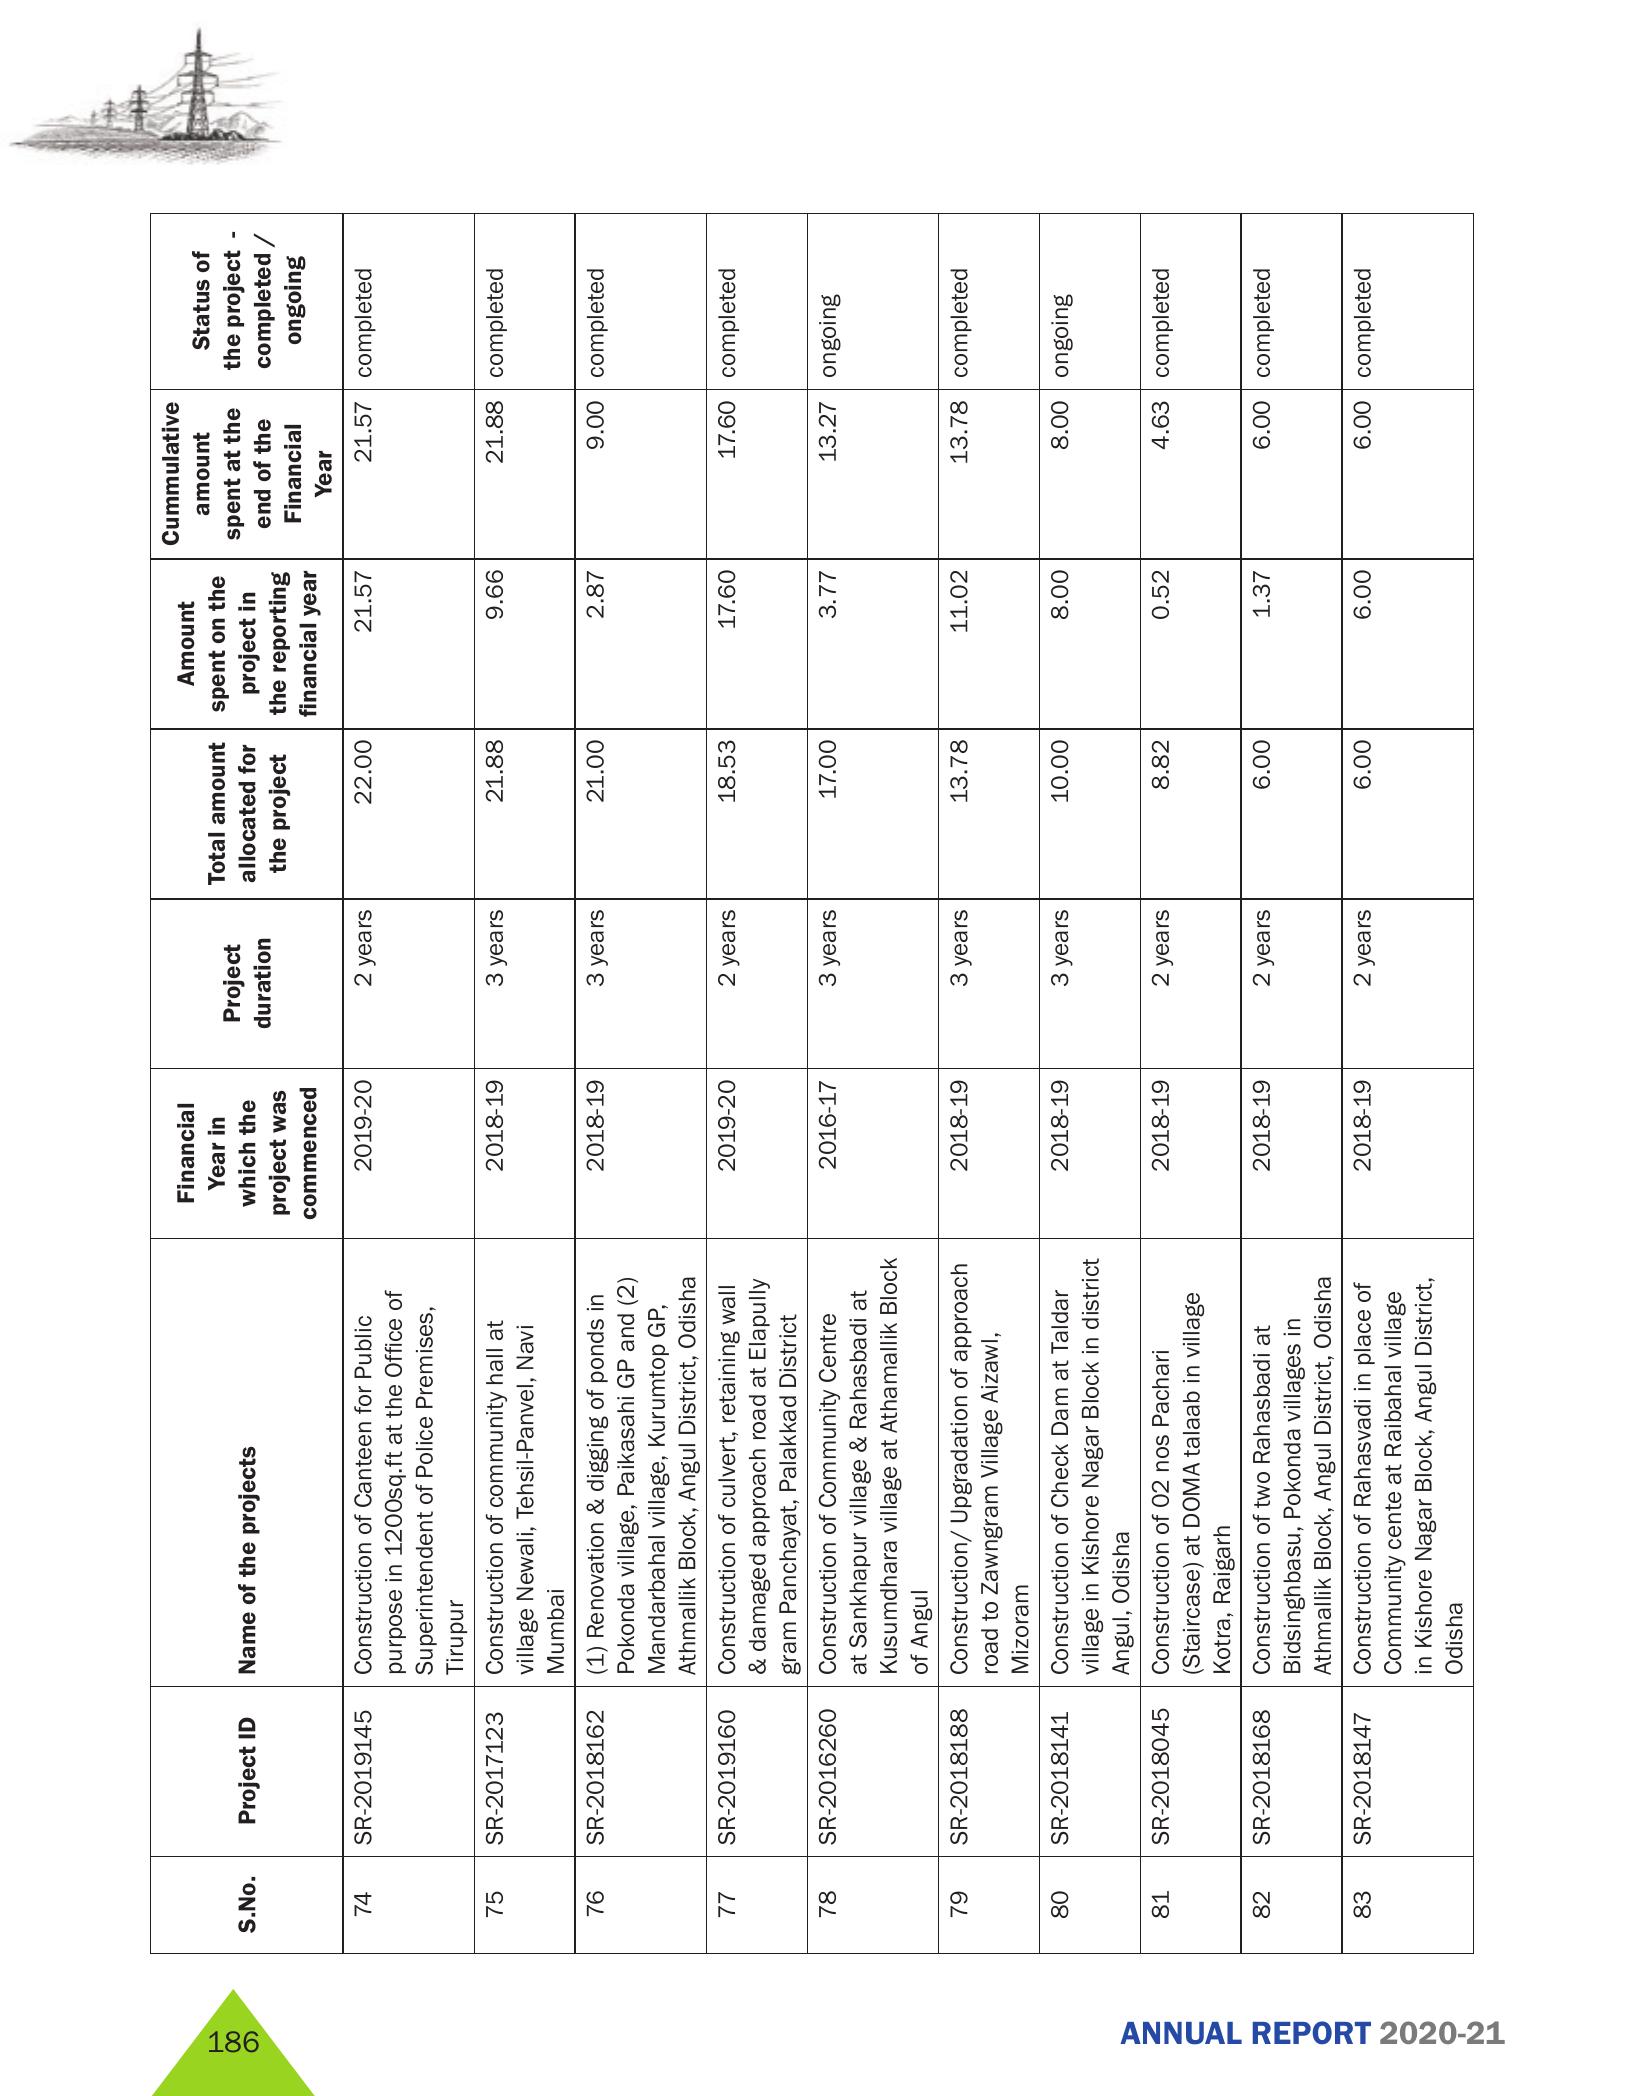 S.No.
Project ID
Name of the projects
Financial
Year in
which the
project was
commenced
Project
duration
Total amount
allocated for
the project
Amount
spent on the
project in
the reporting
financial year
Cummulative
amount
spent at the
end of the
Financial
Year
Status of
the project -
completed /
ongoing
74 SR-2019145 Construction of Canteen for Public 2019-20 2 years 22.00 21.57 21.57 completed
purpose in 1200sq.ft at the Office of
Superintendent of Police Premises,
Tirupur
75 SR-2017123 Construction of community hall at 2018-19 3 years 21.88 9.66 21.88 completed
village Newali, Tehsil-Panvel, Navi
Mumbai
76 SR-2018162 (1) Renovation & digging of ponds in 2018-19 3 years 21.00 2.87 9.00 completed
Pokonda village, Paikasahi GP and (2)
Mandarbahal village, Kurumtop GP,
Athmallik Block, Angul District, Odisha
77 SR-2019160 Construction of culvert, retaining wall 2019-20 2 years 18.53 17.60 17.60 completed
& damaged approach road at Elapully
gram Panchayat, Palakkad District
78 SR-2016260 Construction of Community Centre 2016-17 3 years 17.00 3.77 13.27 ongoing
at Sankhapur village & Rahasbadi at
Kusumdhara village at Athamallik Block
of Angul
79 SR-2018188 Construction/ Upgradation of approach 2018-19 3 years 13.78 11.02 13.78 completed
road to Zawngram Village Aizawl,
Mizoram
80 SR-2018141 Construction of Check Dam at Taldar 2018-19 3 years 10.00 8.00 8.00 ongoing
village in Kishore Nagar Block in district
Angul, Odisha
81 SR-2018045 Construction of 02 nos Pachari 2018-19 2 years 8.82 0.52 4.63 completed
(Staircase) at DOMA talaab in village
Kotra, Raigarh
82 SR-2018168 Construction of two Rahasbadi at 2018-19 2 years 6.00 1.37 6.00 completed
Bidsinghbasu, Pokonda villages in
Athmallik Block, Angul District, Odisha
83 SR-2018147 Construction of Rahasvadi in place of 2018-19 2 years 6.00 6.00 6.00 completed
Community cente at Raibahal village
in Kishore Nagar Block, Angul District,
Odisha
186
ANNUAL REPORT 2020-21